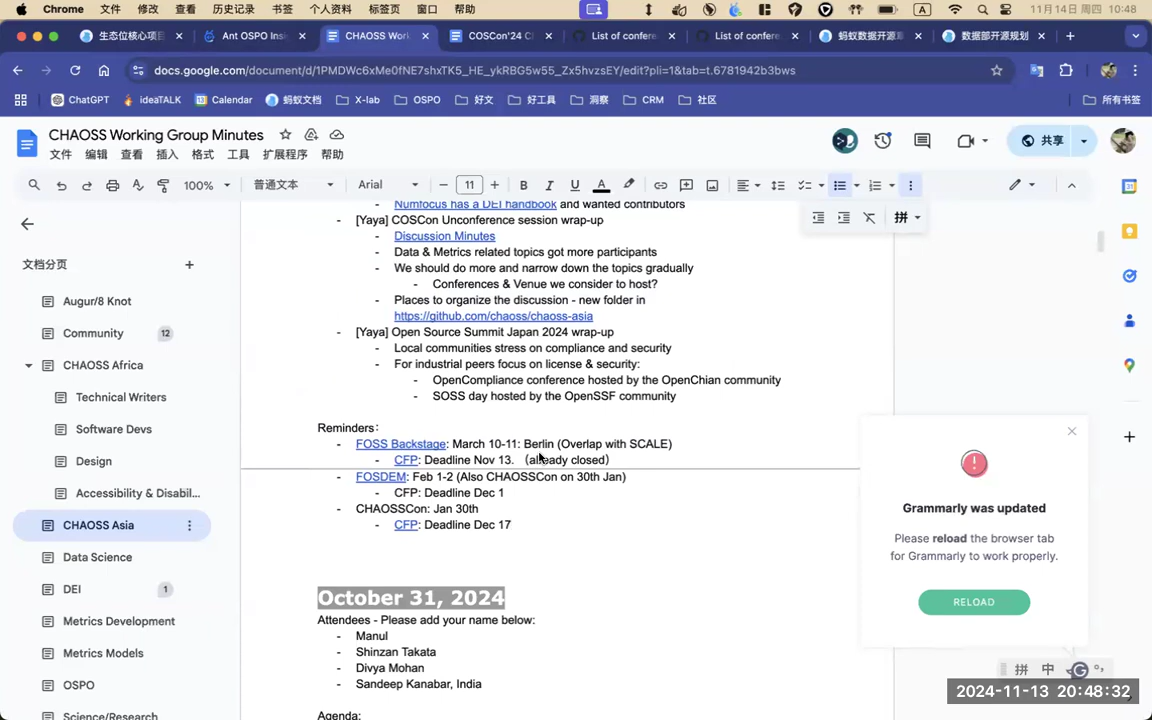 Chrome 文件 修改 查看 历史记录 书签 个人资料 标签页 窗口 帮助 A 11月14日 周四 10:48
生态位核心项目 Ant OSPO Insi CHAOSS Work COSCon'24 C List of confere List of confere 蚂蚁数据开源 数据部开源规划
docs.google.com/document/d/1PMDWc6xMe0fNE7shxTK5_HE_ykRBG5w55_Zx5hvzsEY/edit?pli=1&tab=t.6781942b3bws
ChatGPT ideaTALK Calendar 蚂蚁文档 X-lab OSPO 好文 好工具 洞察 CRM 社区 所有书签
CHAOSS Working Group Minutes
文件 编辑 查看 插入 格式 工具 扩展程序 帮助
共享
100% 普通文本 Arial 11 B I U A
拼
文档分页
Augur/8 Knot
Community 12
CHAOSS Africa
Technical Writers
Software Devs
Design
Accessibility & Disabil...
CHAOSS Asia
Data Science
DEI 1
Metrics Development
Metrics Models
OSPO
Science/Research
Numfocus has a DEI handbook and wanted contributors
- [Yaya] COSCon Unconference session wrap-up
- Discussion Minutes
- Data & Metrics related topics got more participants
- We should do more and narrow down the topics gradually
- Conferences & Venue we consider to host?
- Places to organize the discussion - new folder in
https://github.com/chaoss/chaoss-asia
- [Yaya] Open Source Summit Japan 2024 wrap-up
- Local communities stress on compliance and security
- For industrial peers focus on license & security:
- OpenCompliance conference hosted by the OpenChian community
- SOSS day hosted by the OpenSSF community
Reminders：
- FOSS Backstage: March 10-11: Berlin (Overlap with SCALE)
- CFP: Deadline Nov 13. （already closed）
- FOSDEM: Feb 1-2 (Also CHAOSSCon on 30th Jan)
- CFP: Deadline Dec 1
- CHAOSSCon: Jan 30th
- CFP: Deadline Dec 17
October 31, 2024
Attendees - Please add your name below:
- Manul
- Shinzan Takata
- Divya Mohan
- Sandeep Kanabar, India
Agenda:
Grammarly was updated
Please reload the browser tab
for Grammarly to work properly.
RELOAD
拼 中
2024-11-13 20:48:32